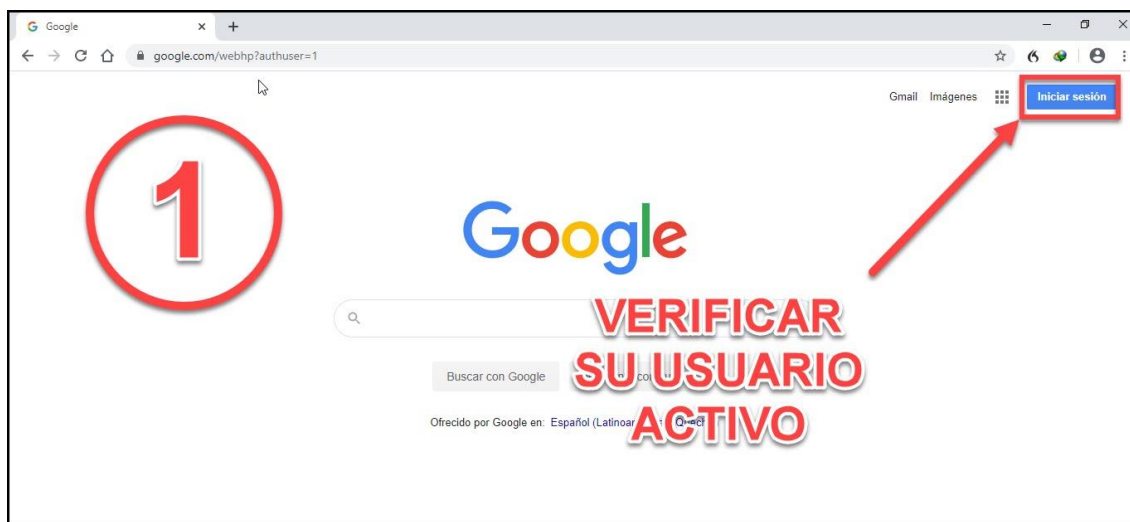 Google
google.com/webhp?authuser=1
Gmail Imágenes Iniciar sesión
1
Google
VERIFICAR
SU USUARIO
ACTIVO
Buscar con Google
Ofrecido por Google en: Español